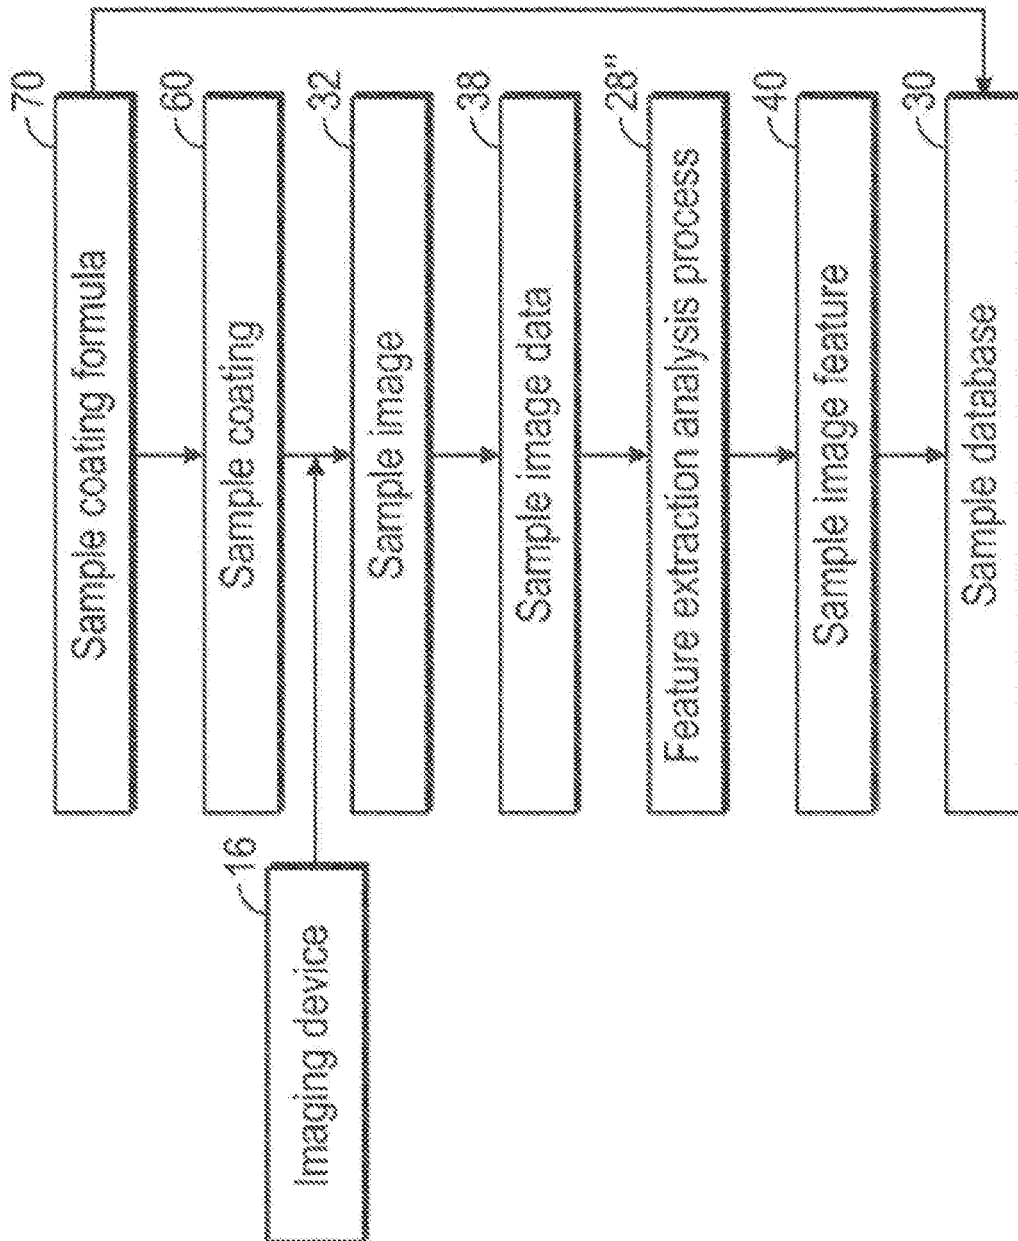 70
Sample coating formula
60
Sample coating
16
Imaging device
32
Sample image
38
Sample image data
28"
Feature extraction analysis process
40
Sample image feature
30
Sample database